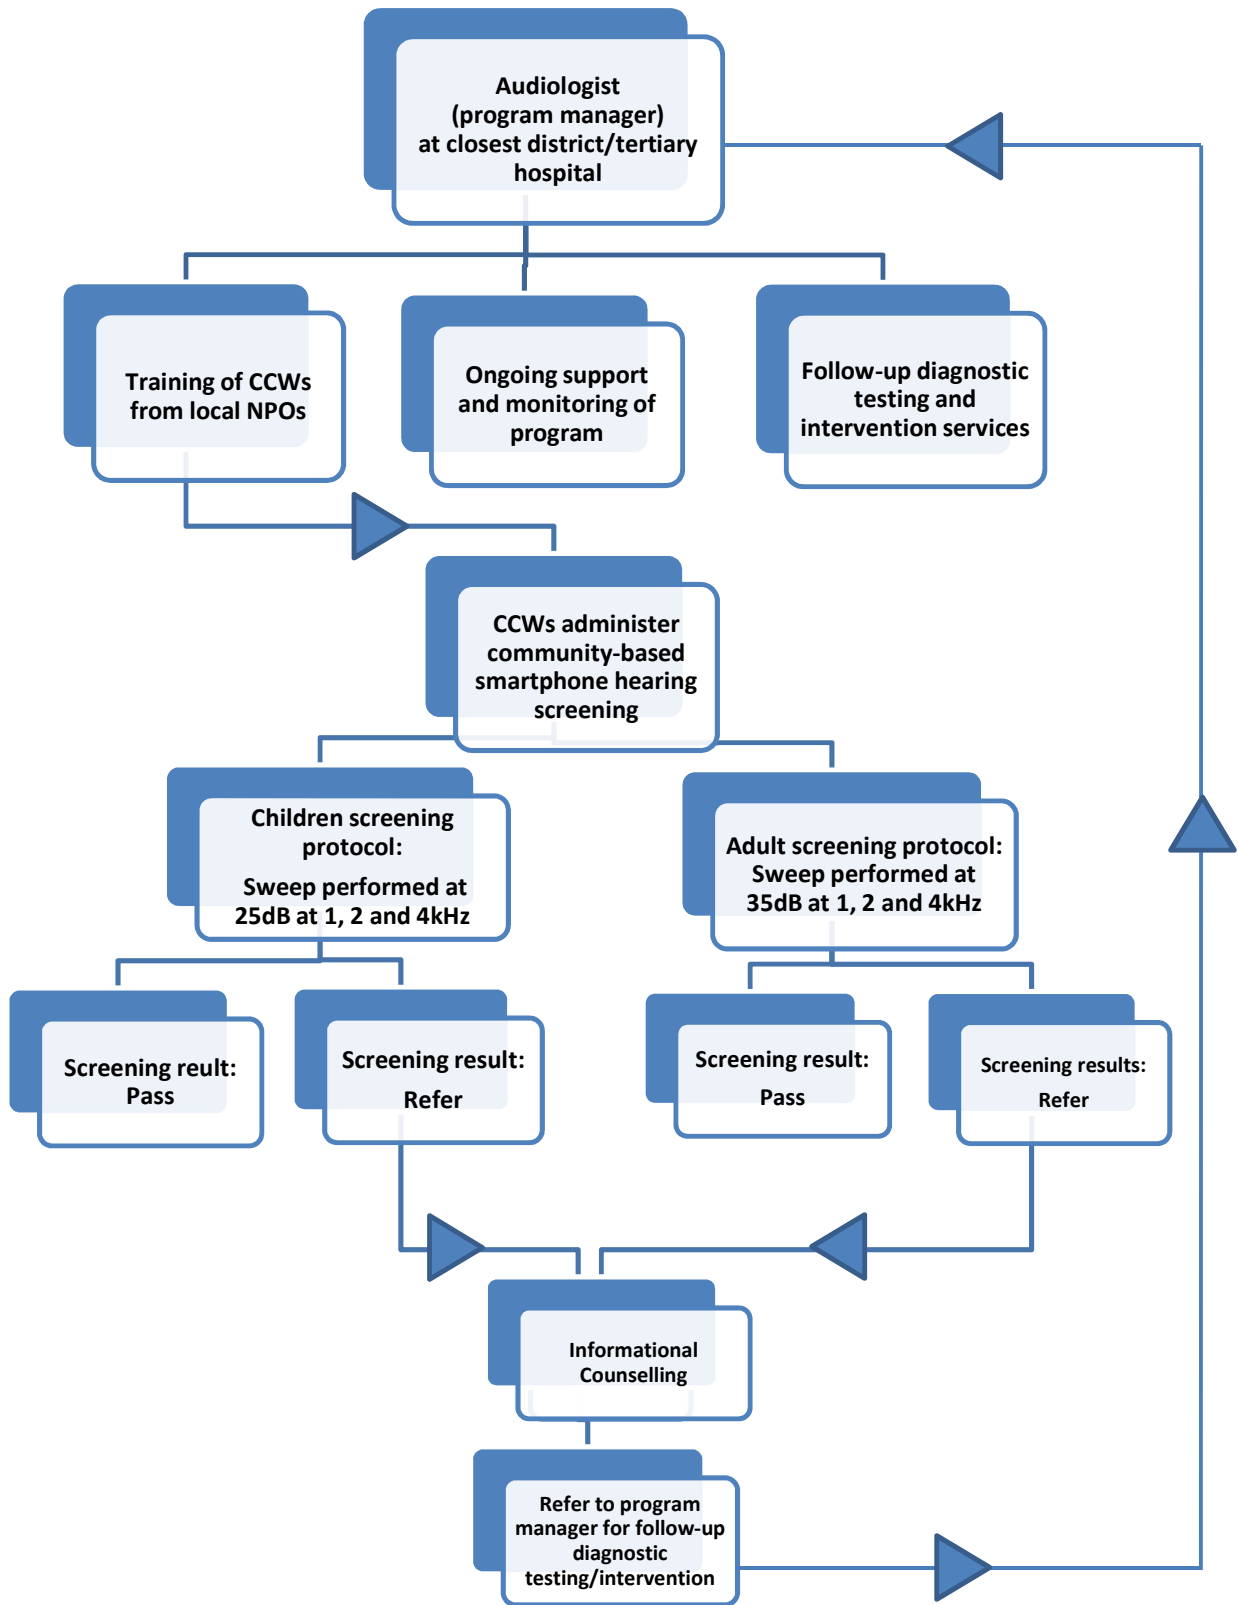 Audiologist
(program manager)
at closest district/tertiary
hospital
Training of CCWs
from local NPOs
Ongoing support
and monitoring of
program
Follow-up diagnostic
testing and
intervention services
CCWs administer
community-based
smartphone hearing
screening
Children screening
protocol:
Sweep performed at
25dB at 1, 2 and 4kHz
Adult screening protocol:
Sweep performed at
35dB at 1, 2 and 4kHz
Screening reult:
Pass
Screening result:
Refer
Screening result:
Pass
Screening results:
Refer
Informational
Counselling
Refer to program
manager for follow-up
diagnostic
testing/intervention